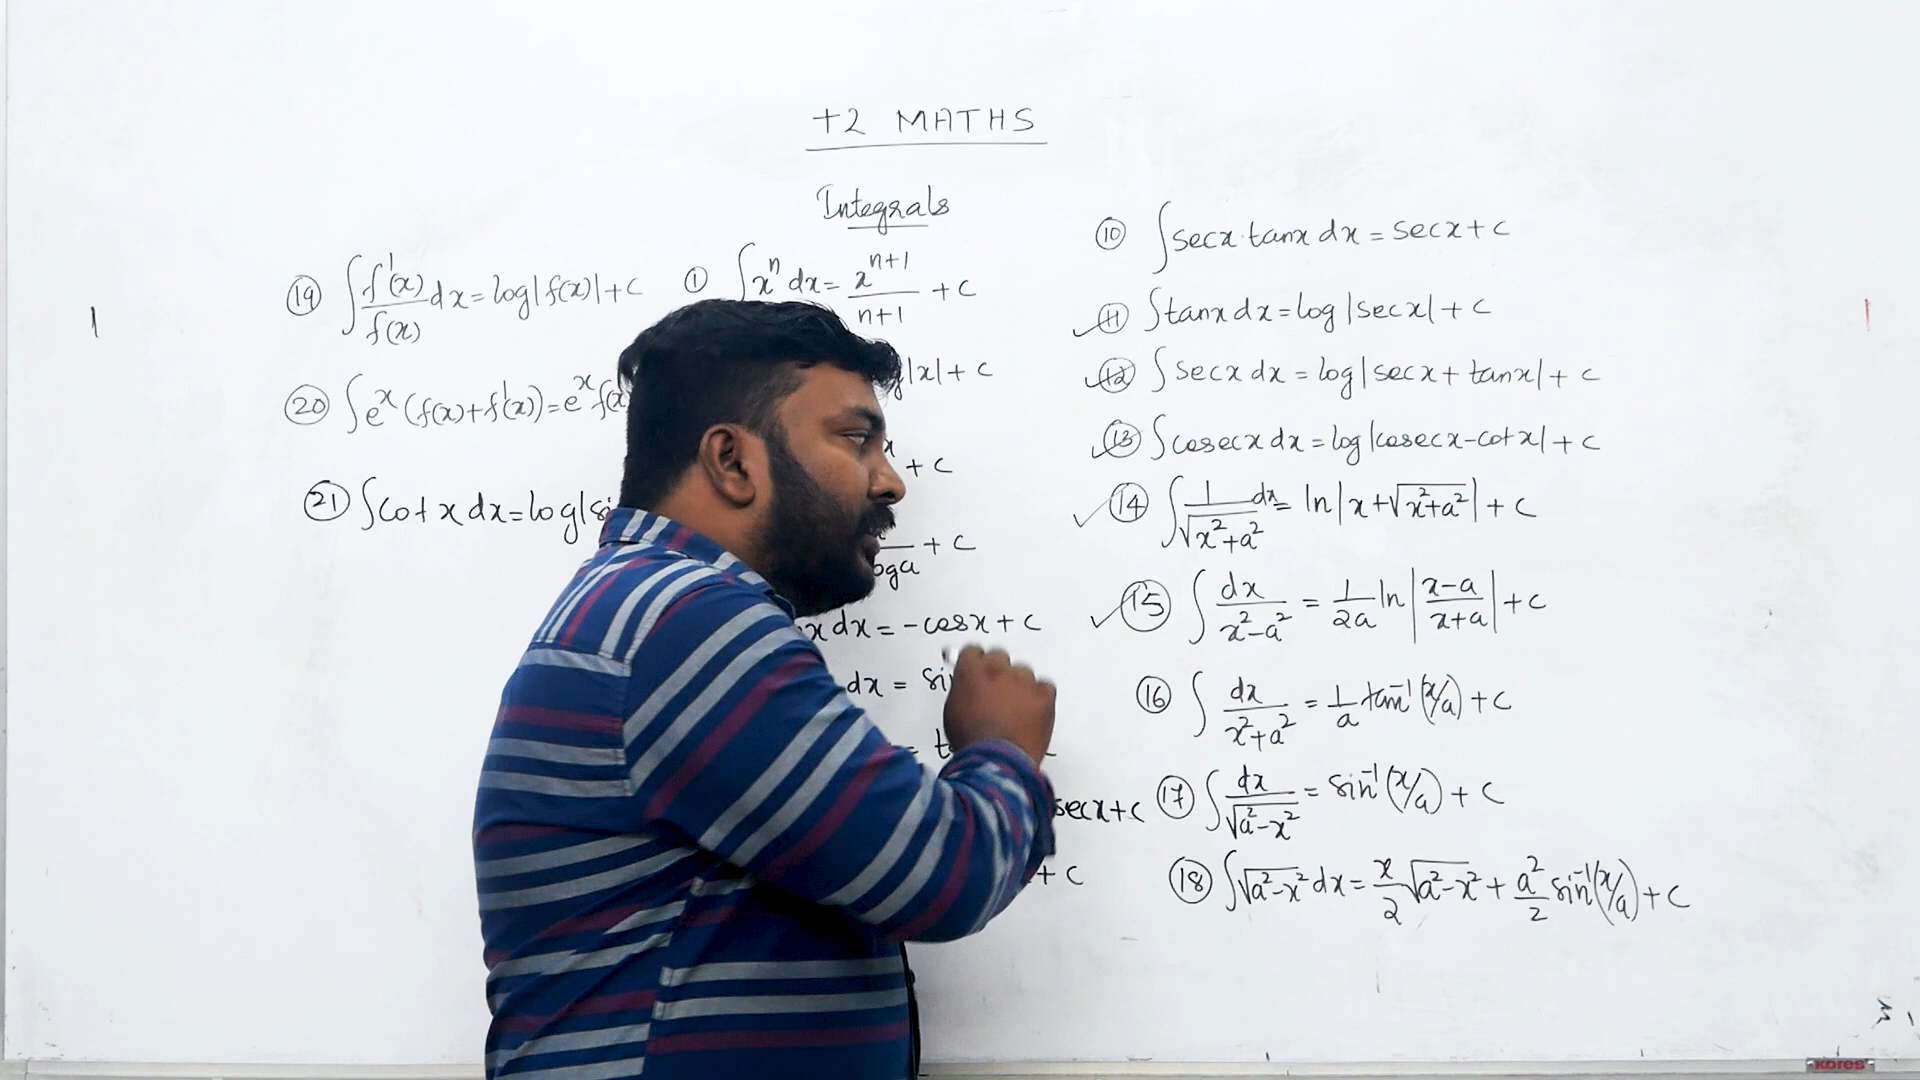 +2 MATHS
Integrals
⑲ ∫ f'(x)/f(x) dx = log|f(x)| + c
⑳ ∫ e^x (f(x) + f'(x)) = e^x f(x
㉑ ∫ cot x dx = log|si
① ∫ x^n dx = x^(n+1)/(n+1) + c
|x| + c
+ c
+ c
x dx = -cosx + c
dx = sin
=
secx + c
+ c
⑩ ∫ secx·tanx dx = secx + c
⑪ ∫ tanx dx = log|secx| + c
⑫ ∫ secx dx = log|secx + tanx| + c
⑬ ∫ cosecx dx = log|cosecx - cotx| + c
⑭ ∫ 1/√(x²+a²) dx = ln|x + √(x²+a²)| + c
⑮ ∫ dx/(x²-a²) = 1/2a ln|(x-a)/(x+a)| + c
⑯ ∫ dx/(x²+a²) = 1/a tan⁻¹(x/a) + c
⑰ ∫ dx/√(a²-x²) = sin⁻¹(x/a) + c
⑱ ∫ √(a²-x²) dx = x/2 √(a²-x²) + a²/2 sin⁻¹(x/a) + c
KORES